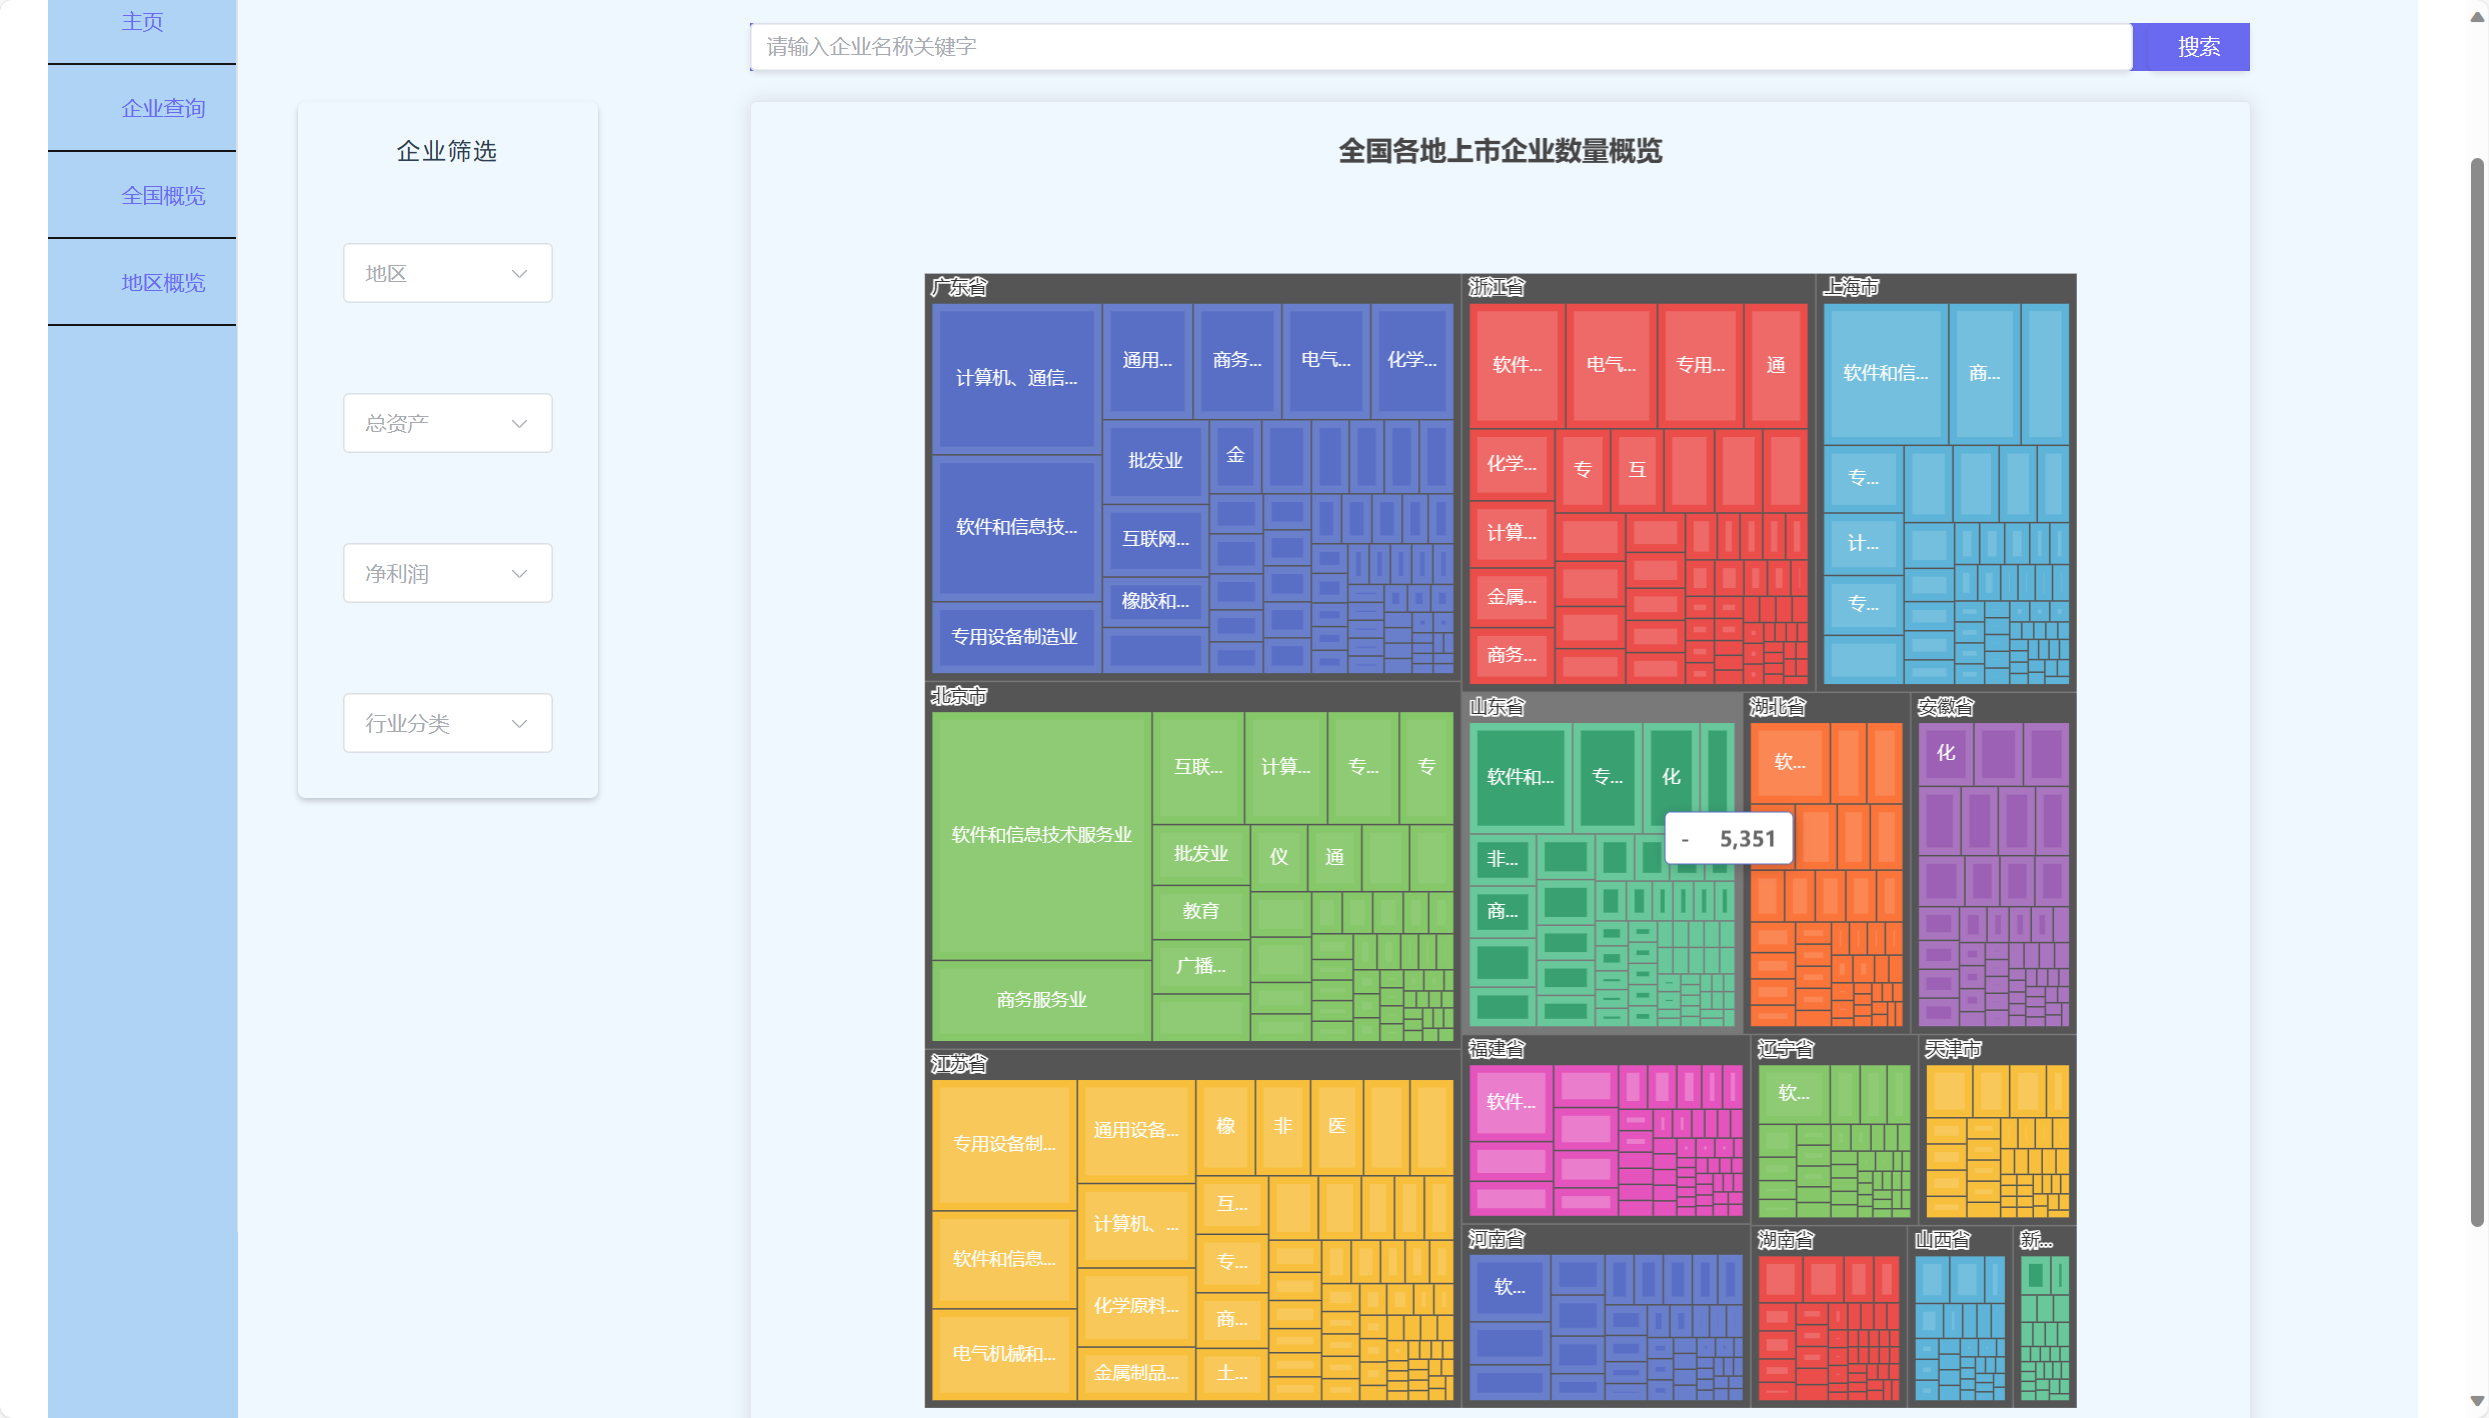 主页
企业查询
全国概览
地区概览
请输入企业名称关键字
搜索
企业筛选
地区
总资产
净利润
行业分类
全国各地上市企业数量概览
广东省
计算机、通信...
通用...
商务...
电气...
化学...
软件和信息技...
批发业
金
互联网...
橡胶和...
专用设备制造业
浙江省
软件...
电气...
专用...
通
化学...
专
互
计算...
金属...
商务...
上海市
软件和信...
商...
专...
计...
专...
北京市
软件和信息技术服务业
互联...
计算...
专...
专
批发业
仪
通
教育
广播...
商务服务业
山东省
软件和...
专...
化
非...
商...
- 5,351
湖北省
软...
安徽省
化
江苏省
专用设备制...
通用设备...
橡
非
医
软件和信息...
计算机、...
互...
专...
化学原料...
商...
电气机械和...
金属制品...
土...
福建省
软件...
辽宁省
软...
天津市
河南省
软...
湖南省
山西省
新...